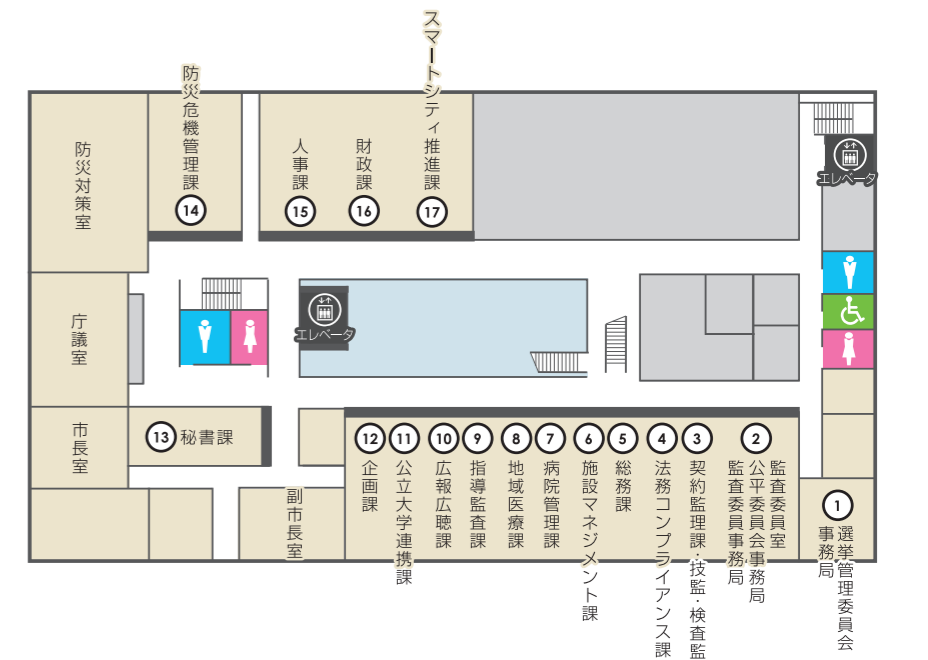 スマートシティ推進課
防災危機管理課
防災対策室
人事課
財政課
14
15
16
17
エレベータ
エレベータ
庁議室
市長室
13 秘書課
副市長室
12
企画課
11
公立大学連携課
10
広報広聴課
9
指導監査課
8
地域医療課
7
病院管理課
6
施設マネジメント課
5
総務課
4
法務コンプライアンス課
3
契約監理課・技監・検査監
2
監査委員室
公平委員会事務局
監査委員事務局
1
選挙管理委員会
事務局